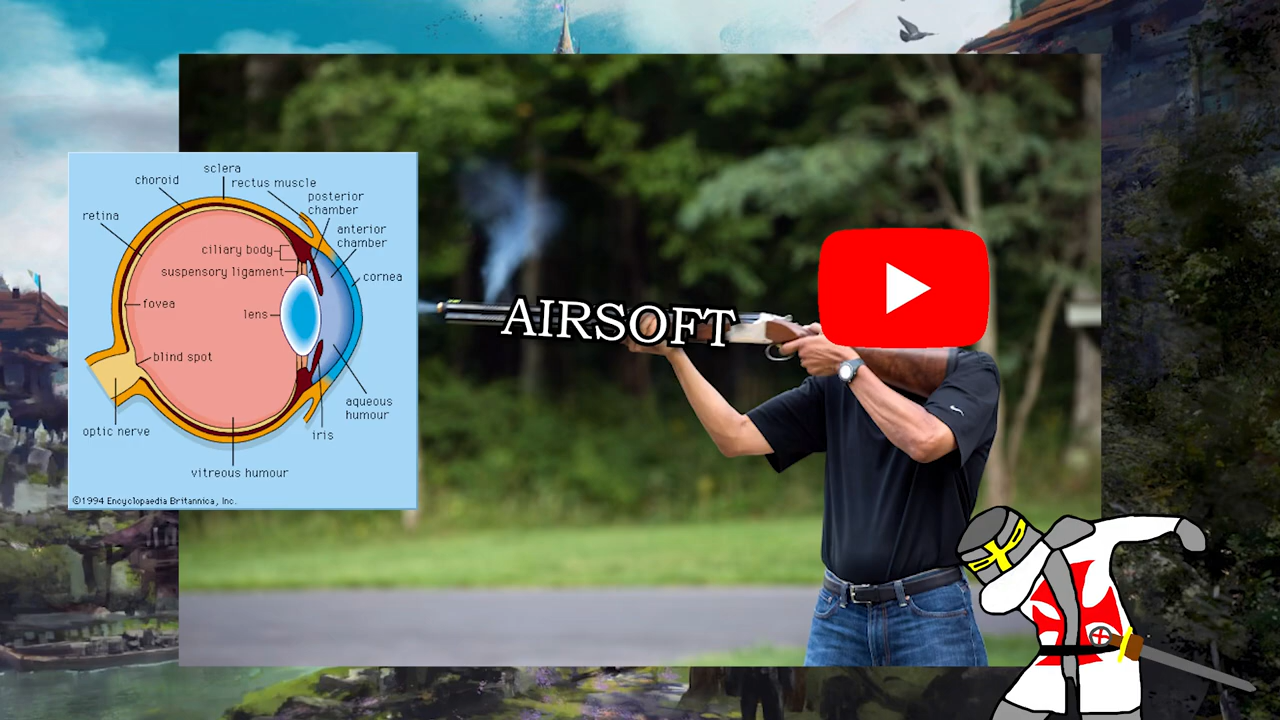 sclera
choroid
rectus muscle
posterior
chamber
retina
anterior
chamber
ciliary body
suspensory ligament
cornea
fovea
lens
AIRSOFT
blind spot
aqueous
humour
optic nerve
iris
vitreous humour
©1994 Encyclopaedia Britannica, Inc.